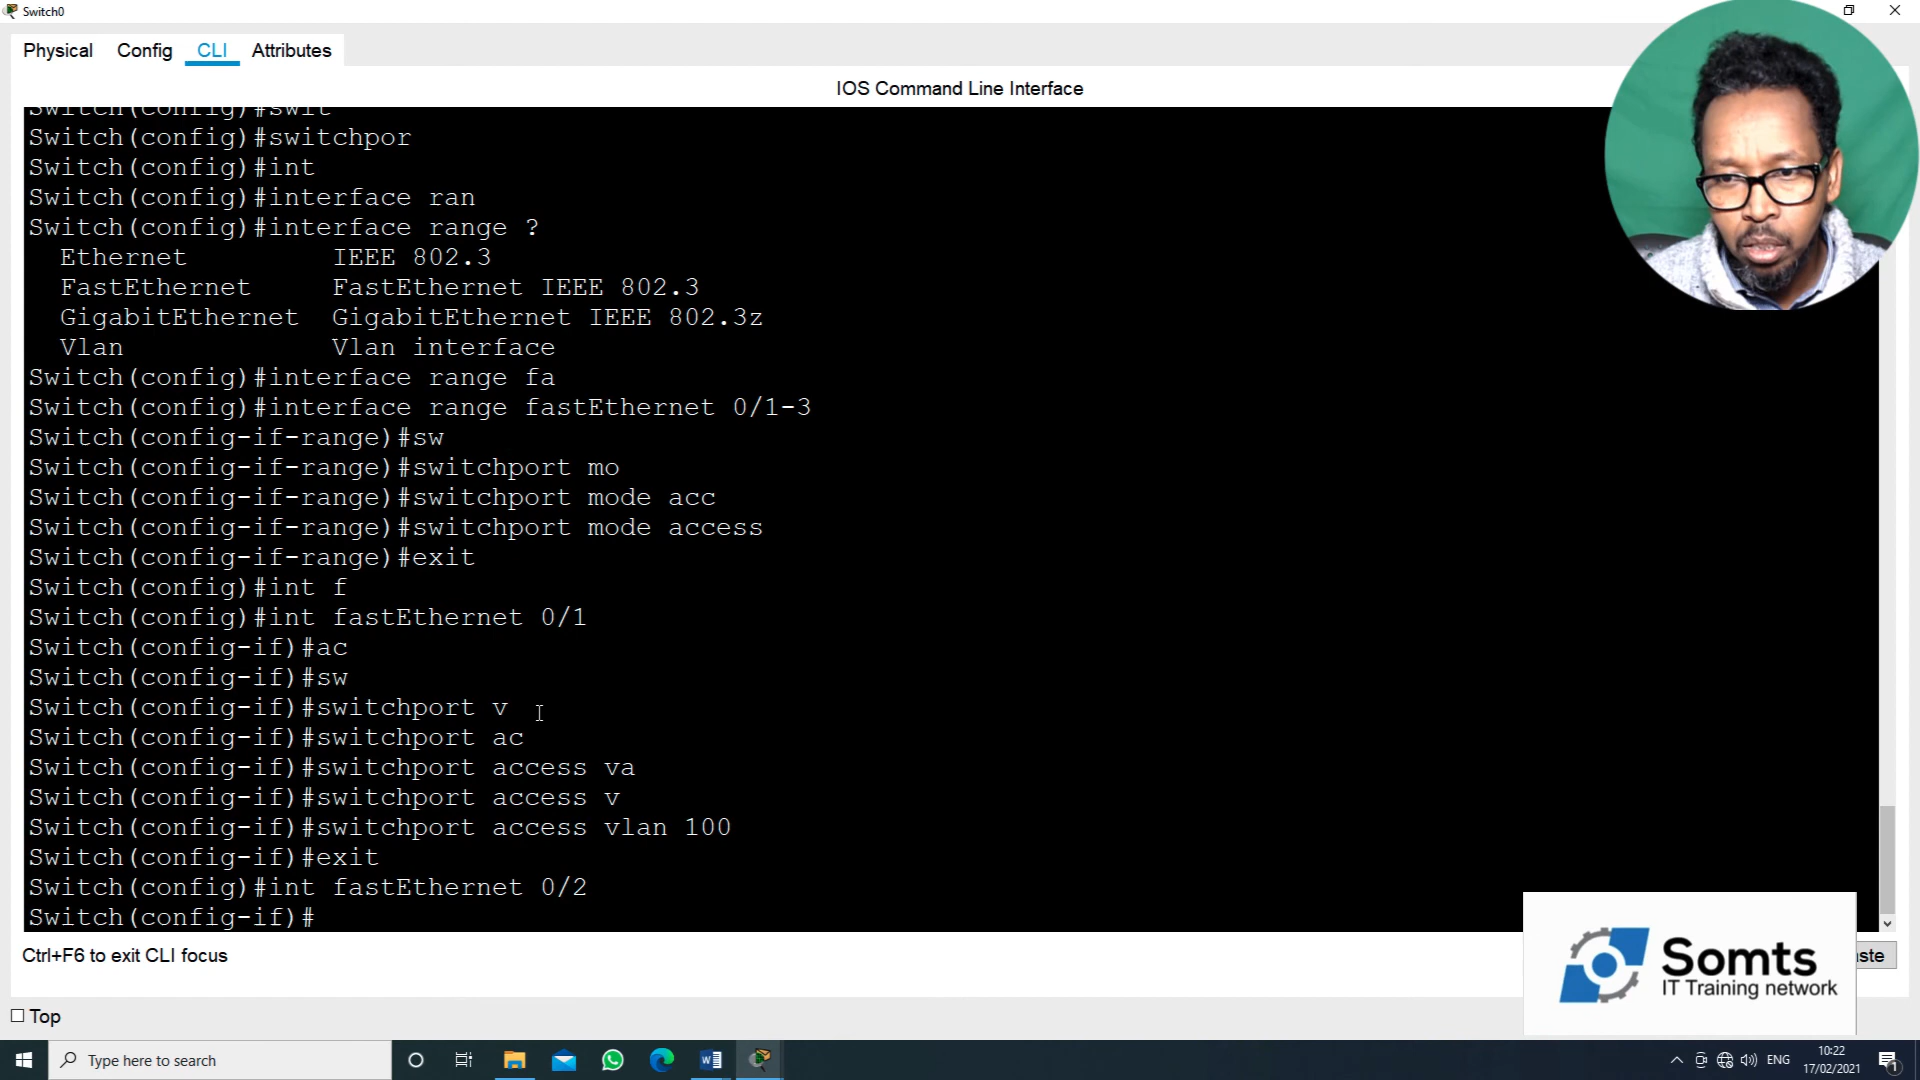 Switch0
Physical Config CLI Attributes
IOS Command Line Interface
Switch(config)#swit
Switch(config)#switchpor
Switch(config)#int
Switch(config)#interface ran
Switch(config)#interface range ?
Ethernet IEEE 802.3
FastEthernet FastEthernet IEEE 802.3
GigabitEthernet GigabitEthernet IEEE 802.3z
Vlan Vlan interface
Switch(config)#interface range fa
Switch(config)#interface range fastEthernet 0/1-3
Switch(config-if-range)#sw
Switch(config-if-range)#switchport mo
Switch(config-if-range)#switchport mode acc
Switch(config-if-range)#switchport mode access
Switch(config-if-range)#exit
Switch(config)#int f
Switch(config)#int fastEthernet 0/1
Switch(config-if)#ac
Switch(config-if)#sw
Switch(config-if)#switchport v
Switch(config-if)#switchport ac
Switch(config-if)#switchport access va
Switch(config-if)#switchport access v
Switch(config-if)#switchport access vlan 100
Switch(config-if)#exit
Switch(config)#int fastEthernet 0/2
Switch(config-if)#
Ctrl+F6 to exit CLI focus
Somts
IT Training network
Top
Type here to search
ENG
10:22
17/02/2021
1